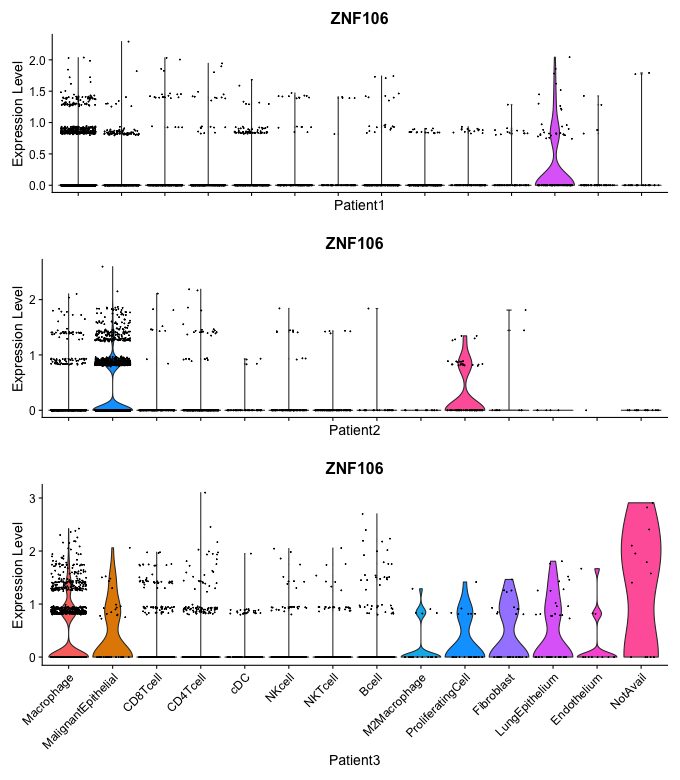 ZNF106
Expression Level
2.0
1.5
1.0
0.5
0.0
Patient1
ZNF106
Expression Level
2
1
0
Patient2
ZNF106
Expression Level
3
2
1
0
Macrophage
MalignantEpithelial
CD8Tcell
CD4Tcell
cDC
NKcell
NKTcell
Bcell
M2Macrophage
ProliferatingCell
Fibroblast
LungEpithelium
Endothelium
NotAvail
Patient3